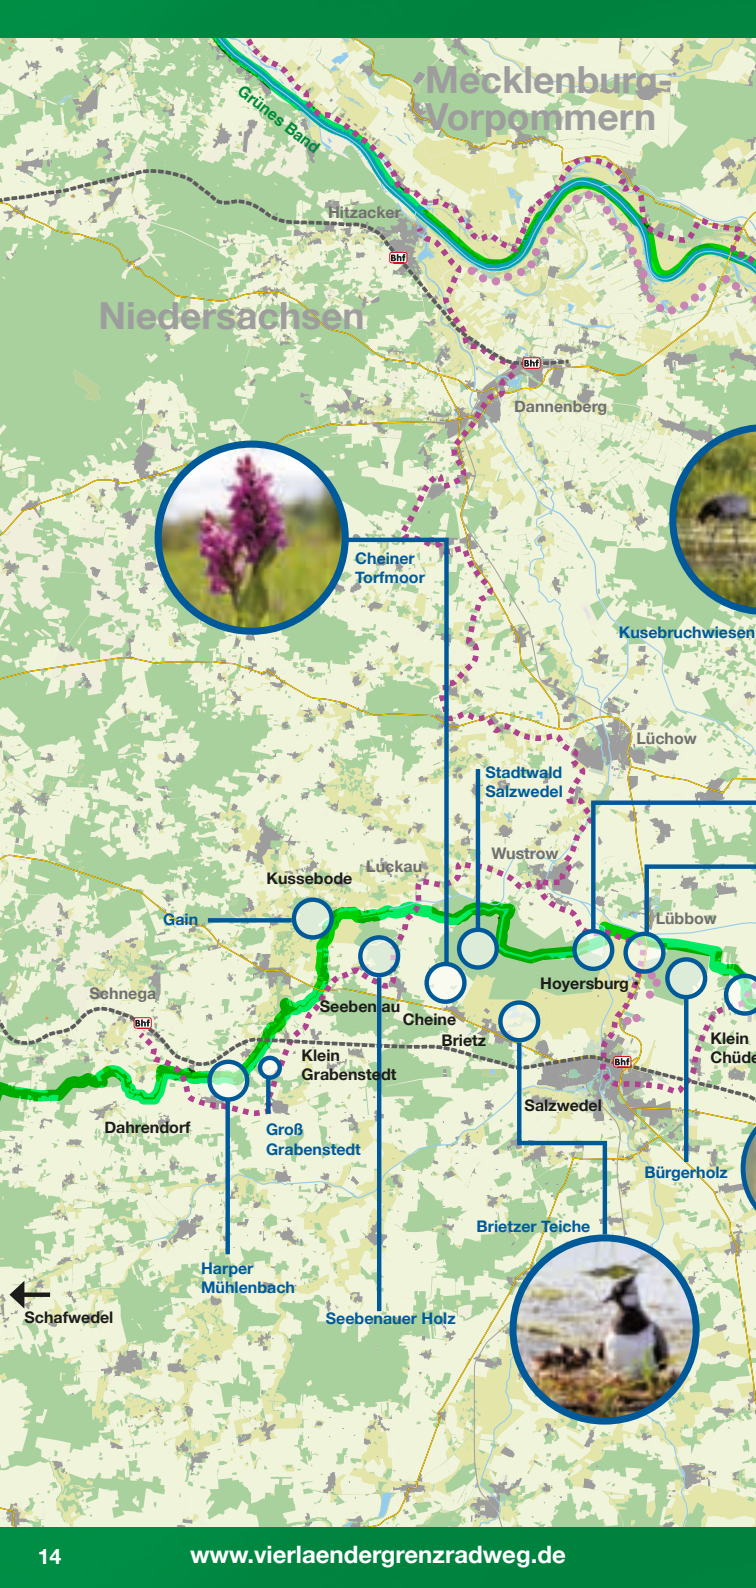 Mecklenburg-
Vorpommern
Grünes Band
Hitzacker
Bhf
Niedersachsen
Bhf
Dannenberg
Cheiner
Torfmoor
Kusebruchwiesen
Lüchow
Stadtwald
Salzwedel
Wustrow
Luckau
Kussebode
Gain
Lübbow
Hoyersburg
Schnega
Seebenau
Cheine
Bhf
Brietz
Klein
Grabenstedt
Klein
Chüde
Bhf
Salzwedel
Dahrendorf
Groß
Grabenstedt
Bürgerholz
Brietzer Teiche
Harper
Mühlenbach
Schafwedel
Seebenauer Holz
14
www.vierlaendergrenzradweg.de